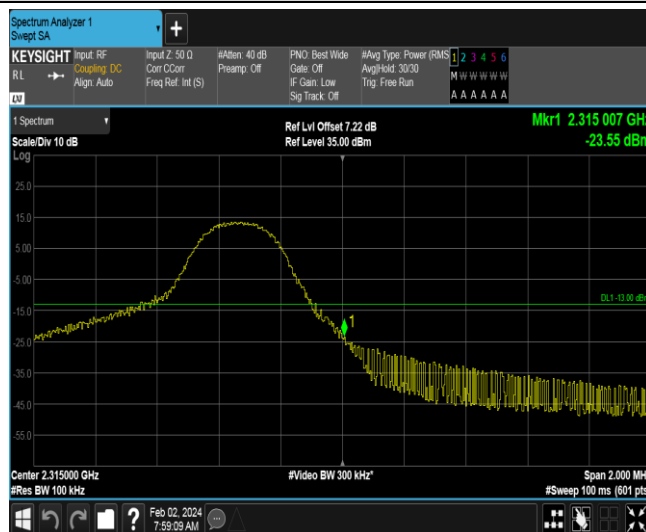 Spectrum Analyzer 1
Swept SA
+
KEYSIGHT Input: RF Input Z: 50 Ω #Atten: 40 dB PNO: Best Wide #Avg Type: Power (RMS 1 2 3 4 5 6
RL Coupling: DC Corr CCorr Preamp: Off Gate: Off Avg|Hold: 30/30 M W W W W W
Align: Auto Freq Ref: Int (S) IF Gain: Low Trig: Free Run
Sig Track: Off A A A A A A
LXI
1 Spectrum Ref Lvl Offset 7.22 dB Mkr1 2.315 007 GHz
Scale/Div 10 dB Ref Level 35.00 dBm -23.55 dBm
Log
25.0
15.0
5.00
-5.00
DL1 -13.00 dBm
-15.0
1
-25.0
-35.0
-45.0
-55.0
Center 2.315000 GHz #Video BW 300 kHz* Span 2.000 MH
#Res BW 100 kHz #Sweep 100 ms (601 pts
? Feb 02, 2024
7:59:09 AM